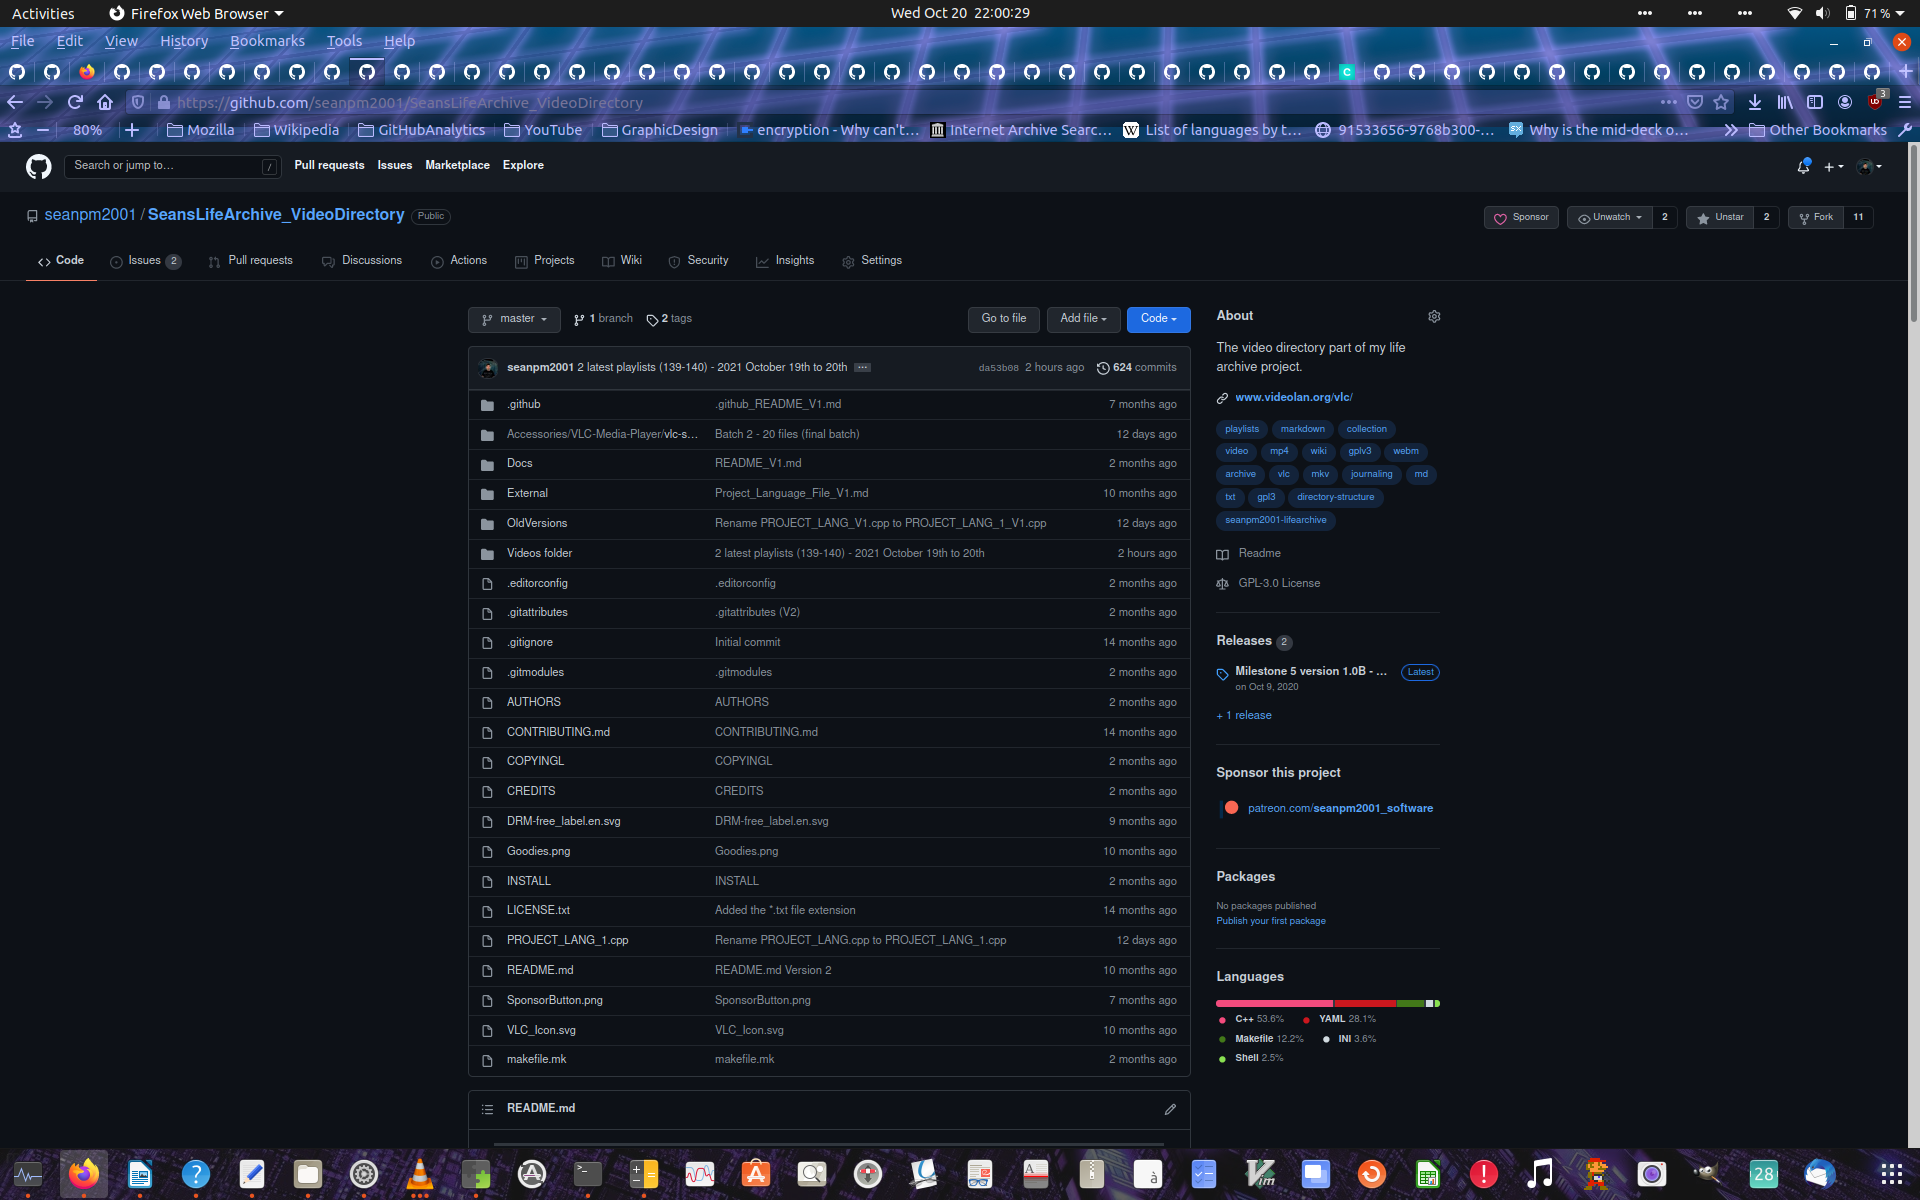 Activities Firefox Web Browser Wed Oct 20 22:00:29 71 %
File Edit View History Bookmarks Tools Help
https://github.com/seanpm2001/SeansLifeArchive_VideoDirectory 3
80% Mozilla Wikipedia GitHubAnalytics YouTube GraphicDesign encryption - Why can't... Internet Archive Searc... List of languages by t... 91533656-9768b300-... Why is the mid-deck o... Other Bookmarks
Search or jump to... / Pull requests Issues Marketplace Explore
seanpm2001 / SeansLifeArchive_VideoDirectory Public Sponsor Unwatch 2 Unstar 2 Fork 11
Code Issues 2 Pull requests Discussions Actions Projects Wiki Security Insights Settings
master 1 branch 2 tags Go to file Add file Code
seanpm2001 2 latest playlists (139-140) - 2021 October 19th to 20th ... da53b08 2 hours ago 624 commits
.github .github_README_V1.md 7 months ago
Accessories/VLC-Media-Player/vlc-s... Batch 2 - 20 files (final batch) 12 days ago
Docs README_V1.md 2 months ago
External Project_Language_File_V1.md 10 months ago
OldVersions Rename PROJECT_LANG_V1.cpp to PROJECT_LANG_1_V1.cpp 12 days ago
Videos folder 2 latest playlists (139-140) - 2021 October 19th to 20th 2 hours ago
.editorconfig .editorconfig 2 months ago
.gitattributes .gitattributes (V2) 2 months ago
.gitignore Initial commit 14 months ago
.gitmodules .gitmodules 2 months ago
AUTHORS AUTHORS 2 months ago
CONTRIBUTING.md CONTRIBUTING.md 14 months ago
COPYINGL COPYINGL 2 months ago
CREDITS CREDITS 2 months ago
DRM-free_label.en.svg DRM-free_label.en.svg 9 months ago
Goodies.png Goodies.png 10 months ago
INSTALL INSTALL 2 months ago
LICENSE.txt Added the *.txt file extension 14 months ago
PROJECT_LANG_1.cpp Rename PROJECT_LANG.cpp to PROJECT_LANG_1.cpp 12 days ago
README.md README.md Version 2 10 months ago
SponsorButton.png SponsorButton.png 7 months ago
VLC_Icon.svg VLC_Icon.svg 10 months ago
makefile.mk makefile.mk 2 months ago
README.md
About
The video directory part of my life
archive project.
www.videolan.org/vlc/
playlists markdown collection
video mp4 wiki gplv3 webm
archive vlc mkv journaling md
txt gpl3 directory-structure
seanpm2001-lifearchive
Readme
GPL-3.0 License
Releases 2
Milestone 5 version 1.0B - ... Latest
on Oct 9, 2020
+ 1 release
Sponsor this project
patreon.com/seanpm2001_software
Packages
No packages published
Publish your first package
Languages
C++ 53.6% YAML 28.1%
Makefile 12.2% INI 3.6%
Shell 2.5%
28